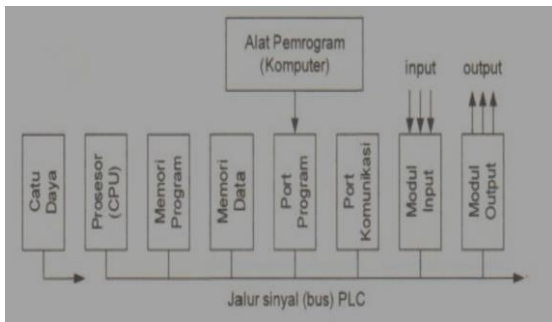 Alat Pemrogram
(Komputer)
input
output
Catu
Daya
Prosesor
(CPU)
Memori
Program
Memori
Data
Port
Program
Port
Komunikasi
Modul
Input
Modul
Output
Jalur sinyal (bus) PLC